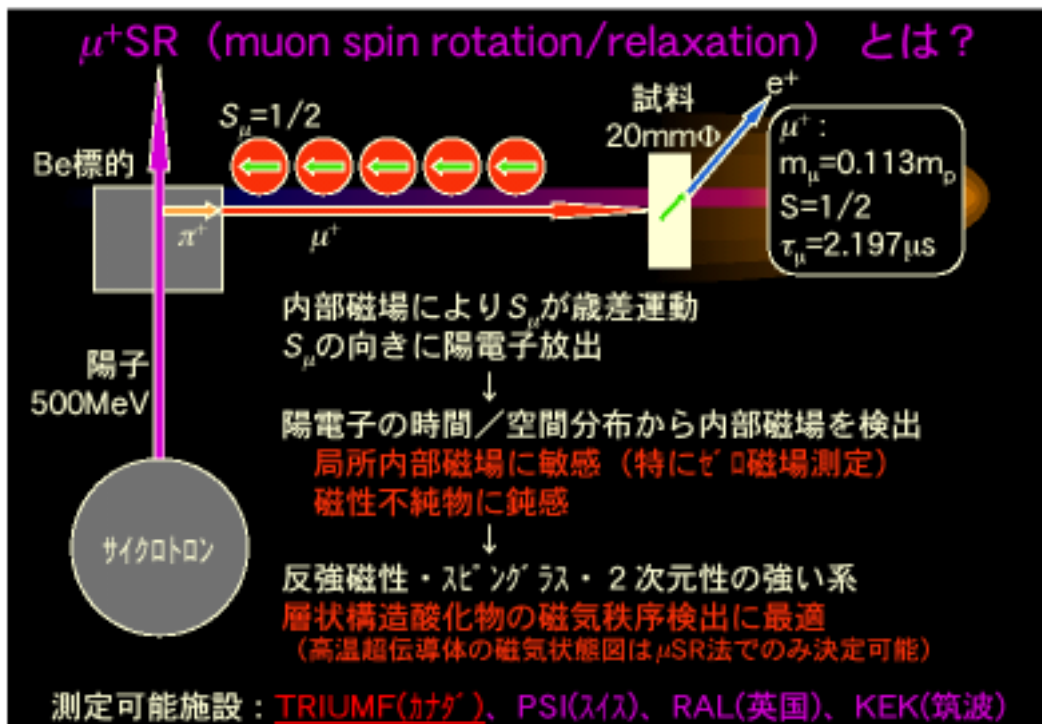 μ⁺SR（muon spin rotation/relaxation） とは？
Sμ=1/2
Be標的
π⁺
μ⁺
試料
20mmΦ
e⁺
μ⁺：
mμ=0.113mp
S=1/2
τμ=2.197μs
陽子
500MeV
サイクロトロン
内部磁場によりSμが歳差運動
Sμの向きに陽電子放出
↓
陽電子の時間／空間分布から内部磁場を検出
局所内部磁場に敏感（特にｾﾞﾛ磁場測定）
磁性不純物に鈍感
↓
反強磁性・ｽﾋﾟﾝｸﾞﾗｽ・２次元性の強い系
層状構造酸化物の磁気秩序検出に最適
（高温超伝導体の磁気状態図はμSR法でのみ決定可能）
測定可能施設：TRIUMF(ｶﾅﾀﾞ)、PSI(ｽｲｽ)、RAL(英国)、KEK(筑波)